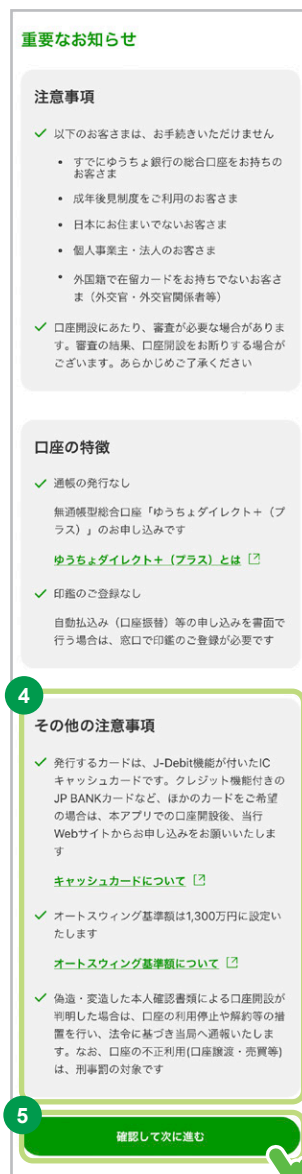 重要なお知らせ
注意事項
以下のお客さまは、お手続きいただけません
• すでにゆうちょ銀行の総合口座をお持ちの
お客さま
• 成年後見制度をご利用のお客さま
• 日本にお住まいでないお客さま
• 個人事業主・法人のお客さま
• 外国籍で在留カードをお持ちでないお客さ
ま（外交官・外交官関係者等）
口座開設にあたり、審査が必要な場合がありま
す。審査の結果、口座開設をお断りする場合が
ございます。あらかじめご了承ください
口座の特徴
通帳の発行なし
無通帳型総合口座「ゆうちょダイレクト＋（プ
ラス）」のお申し込みです
ゆうちょダイレクト＋（プラス）とは
印鑑のご登録なし
自動払込み（口座振替）等の申し込みを書面で
行う場合は、窓口で印鑑のご登録が必要です
4
その他の注意事項
発行するカードは、J-Debit機能が付いたIC
キャッシュカードです。クレジット機能付きの
JP BANKカードなど、ほかのカードをご希望
の場合は、本アプリでの口座開設後、当行
Webサイトからお申し込みをお願いいたしま
す
キャッシュカードについて
オートスウィング基準額は1,300万円に設定い
たします
オートスウィング基準額について
偽造・変造した本人確認書類による口座開設が
判明した場合は、口座の利用停止や解約等の措
置を行い、法令に基づき当局へ通報いたしま
す。なお、口座の不正利用(口座譲渡・売買等)
は、刑事罰の対象です
5
確認して次に進む